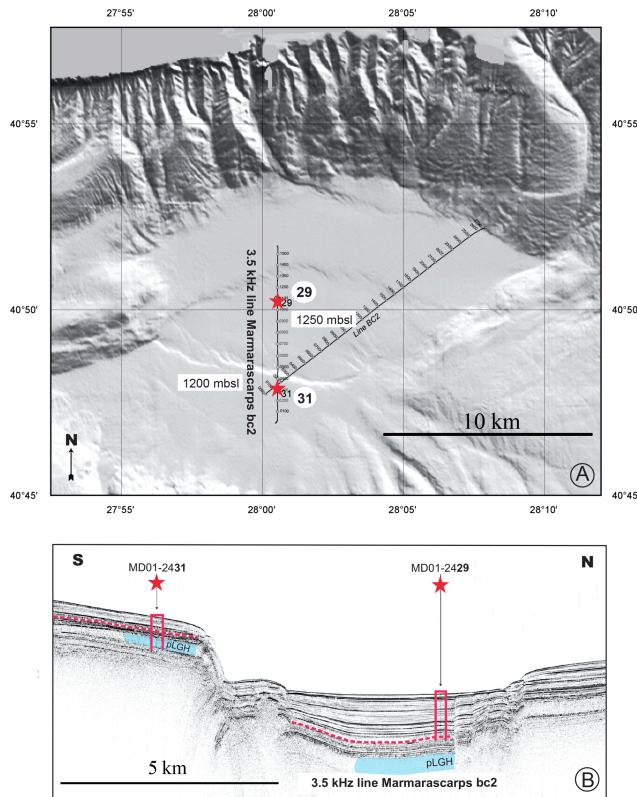 27°55' 28°00' 28°05' 28°10'
40°55'
40°55'
3.5 kHz line Marmarascarps bc2
29
29
40°50'
1250 mbsl
40°50'
Line BC2
1200 mbsl
31
31
10 km
N
A
40°45'
40°45'
27°55' 28°00' 28°05' 28°10'
S
MD01-2431
MD01-2429
N
pLGH
pLGH
5 km
3.5 kHz line Marmarascarps bc2
B